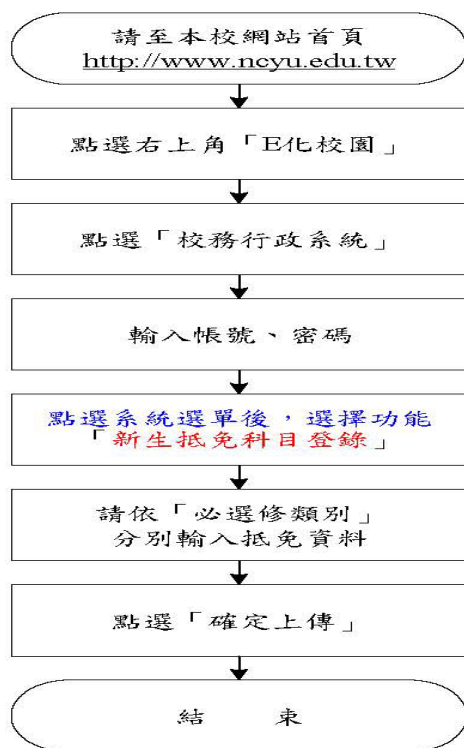 請至本校網站首頁
http://www.ncyu.edu.tw
點選右上角「E化校園」
點選「校務行政系統」
輸入帳號、密碼
點選系統選單後，選擇功能
「新生抵免科目登錄」
請依「必選修類別」
分別輸入抵免資料
點選「確定上傳」
結　　束